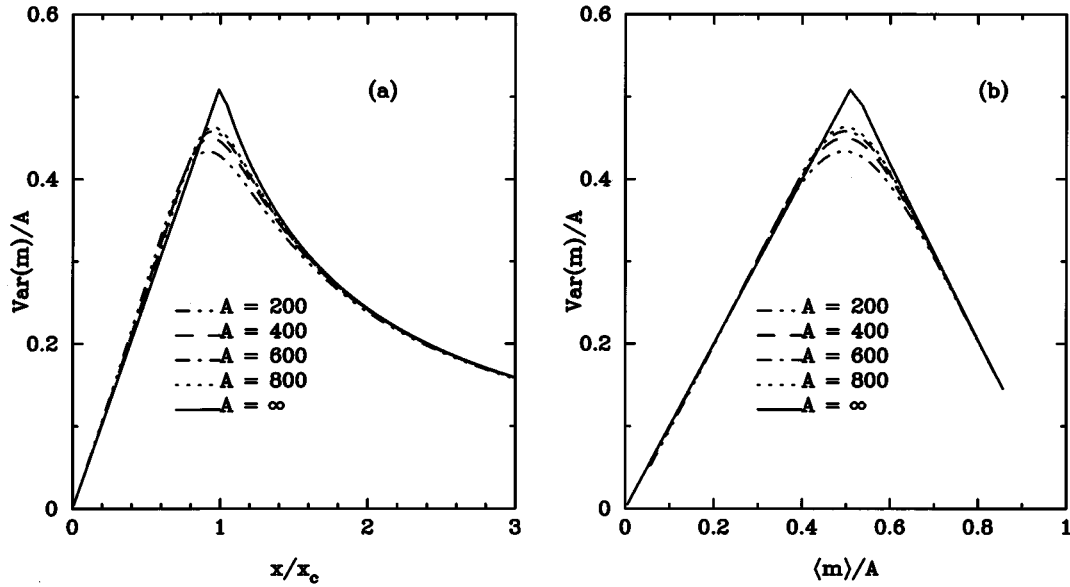 0.6
0.4
0.2
0
Var(m)/A
(a)
A = 200
A = 400
A = 600
A = 800
A = ∞
0
1
2
3
x/x_c
0.6
0.4
0.2
0
Var(m)/A
(b)
A = 200
A = 400
A = 600
A = 800
A = ∞
0
0.2
0.4
0.6
0.8
1
⟨m⟩/A